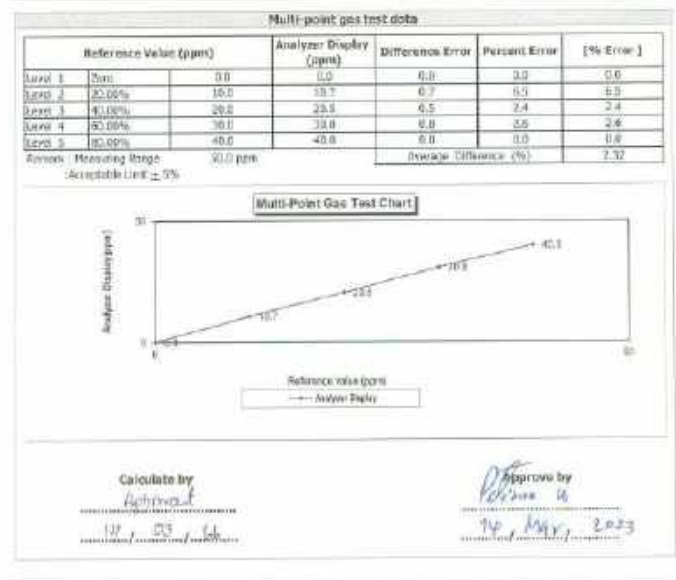 Multi-point gas test data
Reference Value (ppm) Analyzer Display (ppm) Difference Error Percent Error [% Error ]
Level 1 Zero 0.0 0.0 0.0 0.0 0.0
Level 2 20.00% 10.0 10.7 0.7 6.5 6.5
Level 3 40.00% 20.0 20.5 0.5 2.4 2.4
Level 4 60.00% 30.0 30.8 0.8 2.6 2.6
Level 5 80.00% 40.0 40.0 0.0 0.0 0.0
Remark Measuring Range 50.0 ppm Average Difference (%) 2.32
:Acceptable Limit ± 5%
Multi-Point Gas Test Chart
50
Analyzer Display(ppm)
40.0
30.8
20.5
10.7
0 0.0
0 50
Reference value (ppm)
Analyzer Display
Calculate by Approve by
14 , Mar, 2023